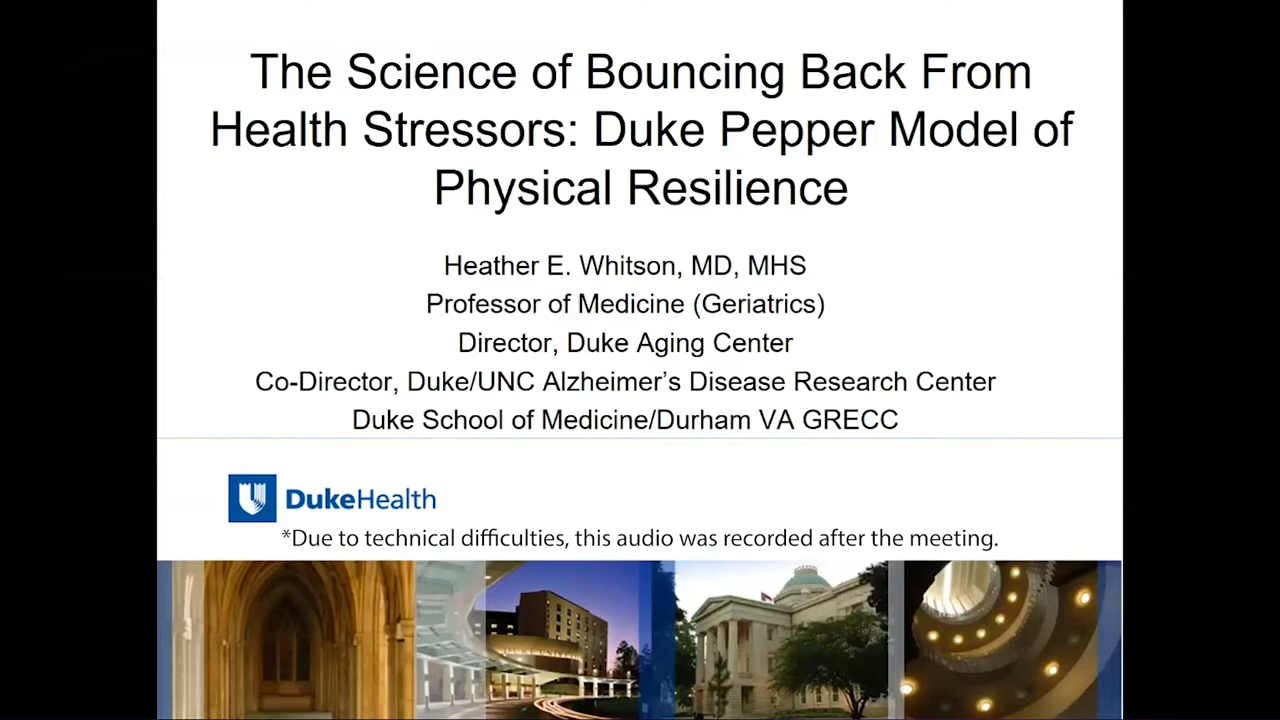 The Science of Bouncing Back From
Health Stressors: Duke Pepper Model of
Physical Resilience
Heather E. Whitson, MD, MHS
Professor of Medicine (Geriatrics)
Director, Duke Aging Center
Co-Director, Duke/UNC Alzheimer's Disease Research Center
Duke School of Medicine/Durham VA GRECC
DukeHealth
*Due to technical difficulties, this audio was recorded after the meeting.